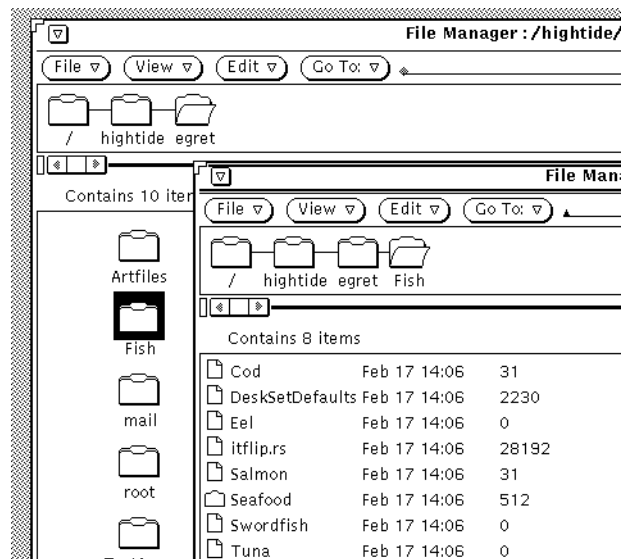 File Manager : /hightide/
File View Edit Go To:
/ hightide egret
Contains 10 iter
Artfiles
Fish
mail
root
File Man
File View Edit Go To:
/ hightide egret Fish
Contains 8 items
Cod Feb 17 14:06 31
DeskSetDefaults Feb 17 14:06 2230
Eel Feb 17 14:06 0
itflip.rs Feb 17 14:06 28192
Salmon Feb 17 14:06 31
Seafood Feb 17 14:06 512
Swordfish Feb 17 14:06 0
Tuna Feb 17 14:06 0